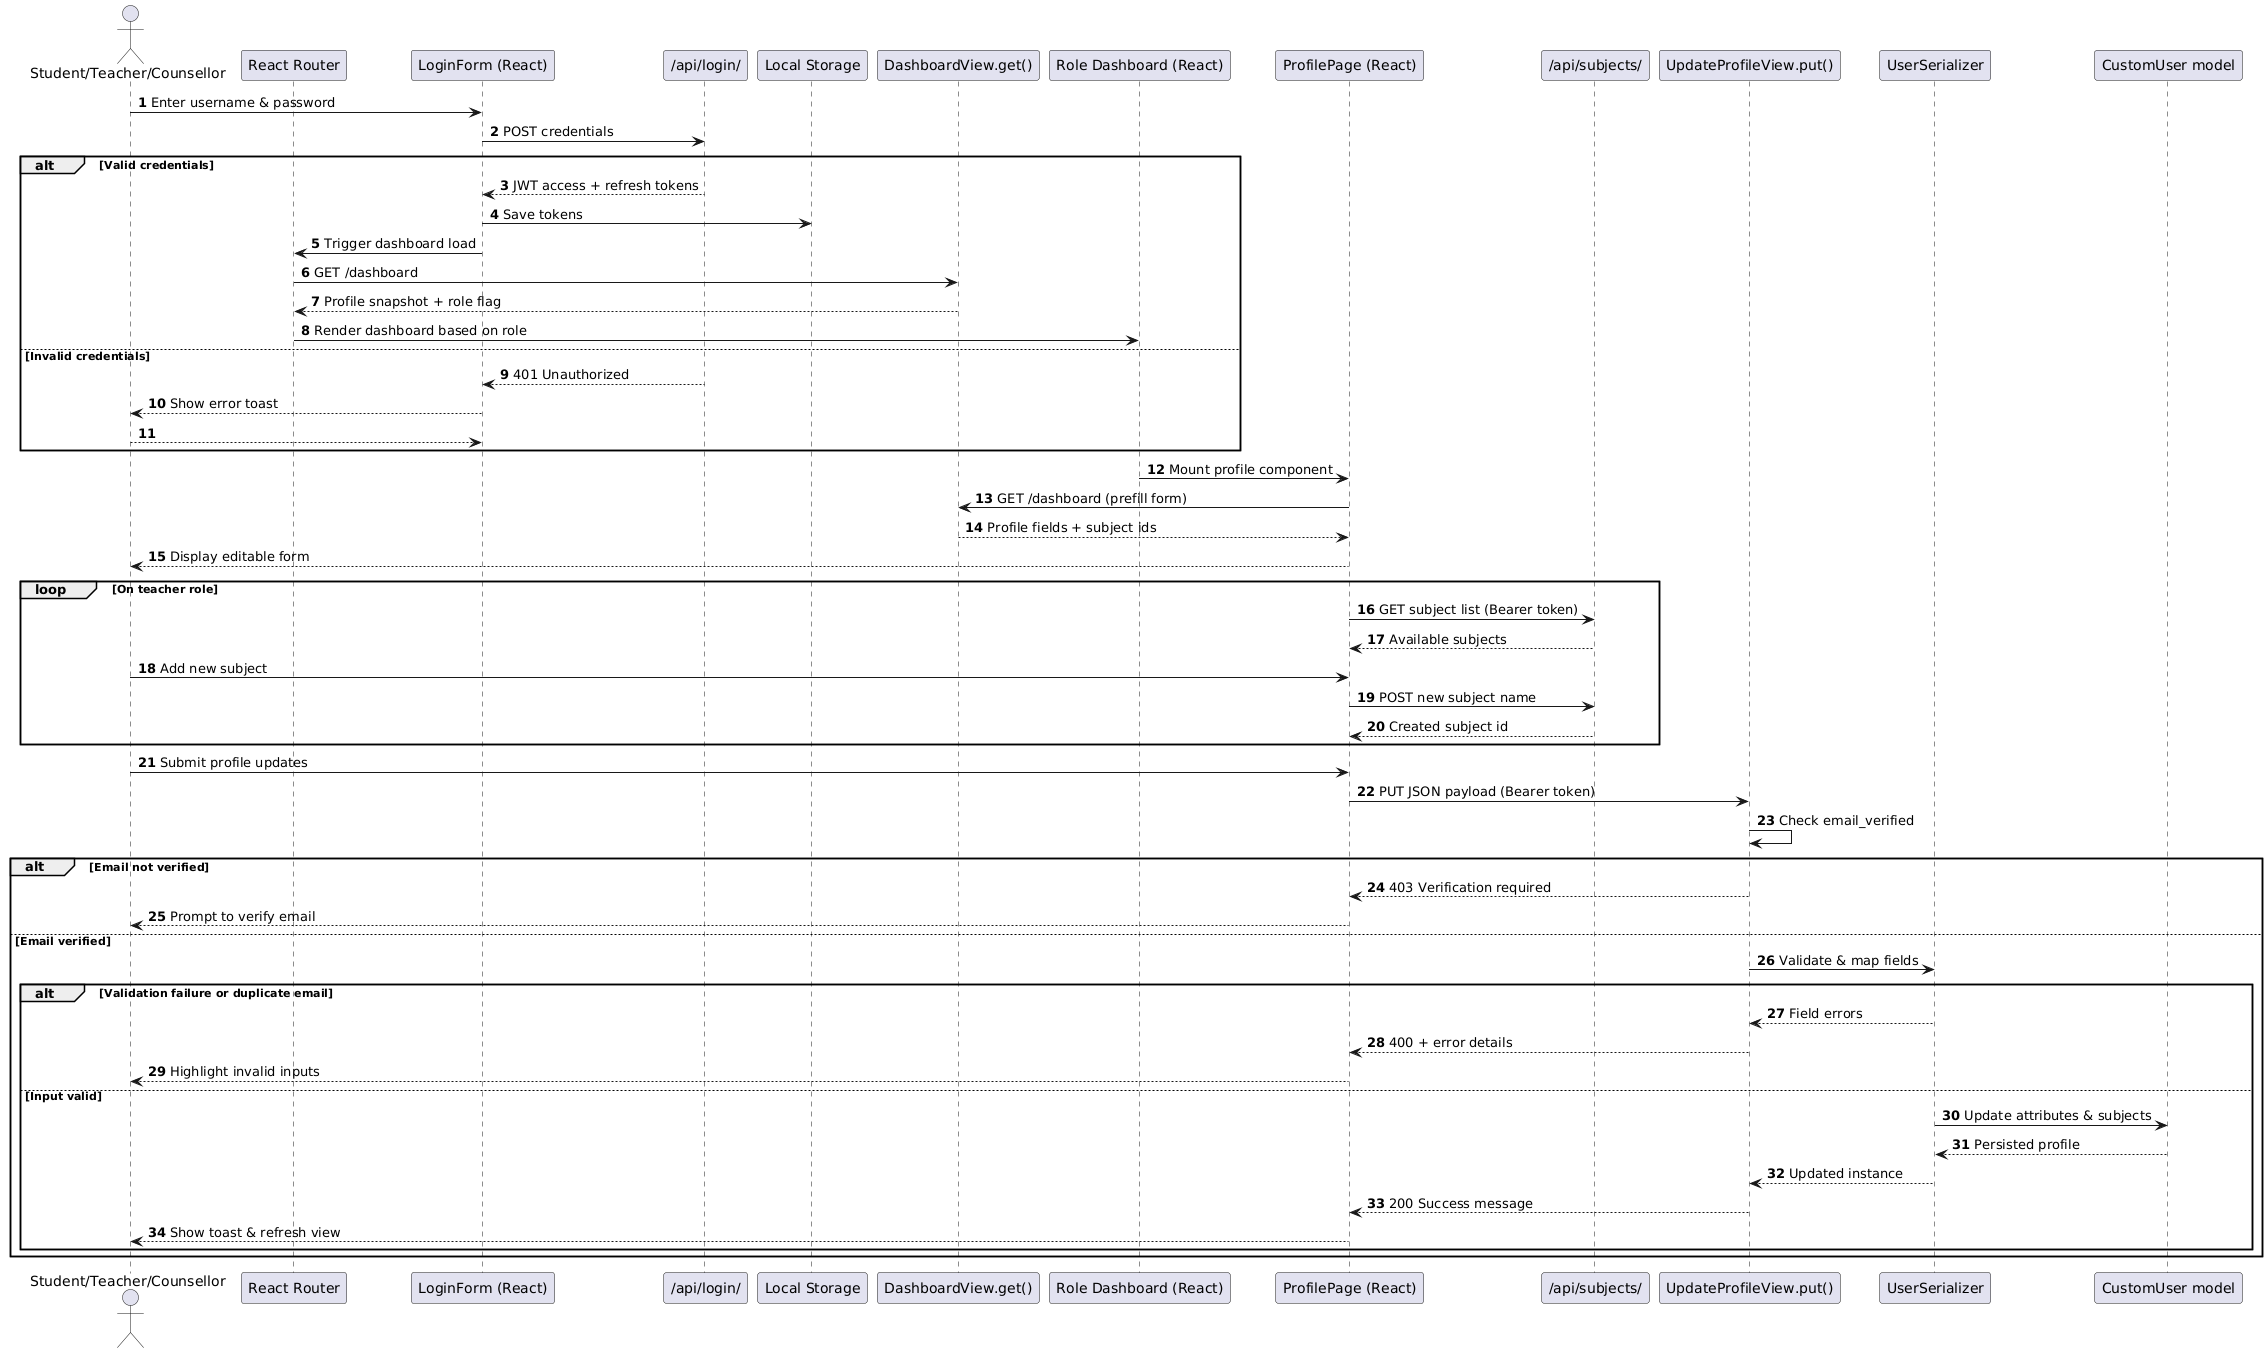 Student/Teacher/Counsellor
React Router
LoginForm (React)
/api/login/
Local Storage
DashboardView.get()
Role Dashboard (React)
ProfilePage (React)
/api/subjects/
UpdateProfileView.put()
UserSerializer
CustomUser model
1 Enter username & password
2 POST credentials
alt [Valid credentials]
3 JWT access + refresh tokens
4 Save tokens
5 Trigger dashboard load
6 GET /dashboard
7 Profile snapshot + role flag
8 Render dashboard based on role
[Invalid credentials]
9 401 Unauthorized
10 Show error toast
11
12 Mount profile component
13 GET /dashboard (prefill form)
14 Profile fields + subject ids
15 Display editable form
loop [On teacher role]
16 GET subject list (Bearer token)
17 Available subjects
18 Add new subject
19 POST new subject name
20 Created subject id
21 Submit profile updates
22 PUT JSON payload (Bearer token)
23 Check email_verified
alt [Email not verified]
24 403 Verification required
25 Prompt to verify email
[Email verified]
26 Validate & map fields
alt [Validation failure or duplicate email]
27 Field errors
28 400 + error details
29 Highlight invalid inputs
[Input valid]
30 Update attributes & subjects
31 Persisted profile
32 Updated instance
33 200 Success message
34 Show toast & refresh view
Student/Teacher/Counsellor
React Router
LoginForm (React)
/api/login/
Local Storage
DashboardView.get()
Role Dashboard (React)
ProfilePage (React)
/api/subjects/
UpdateProfileView.put()
UserSerializer
CustomUser model